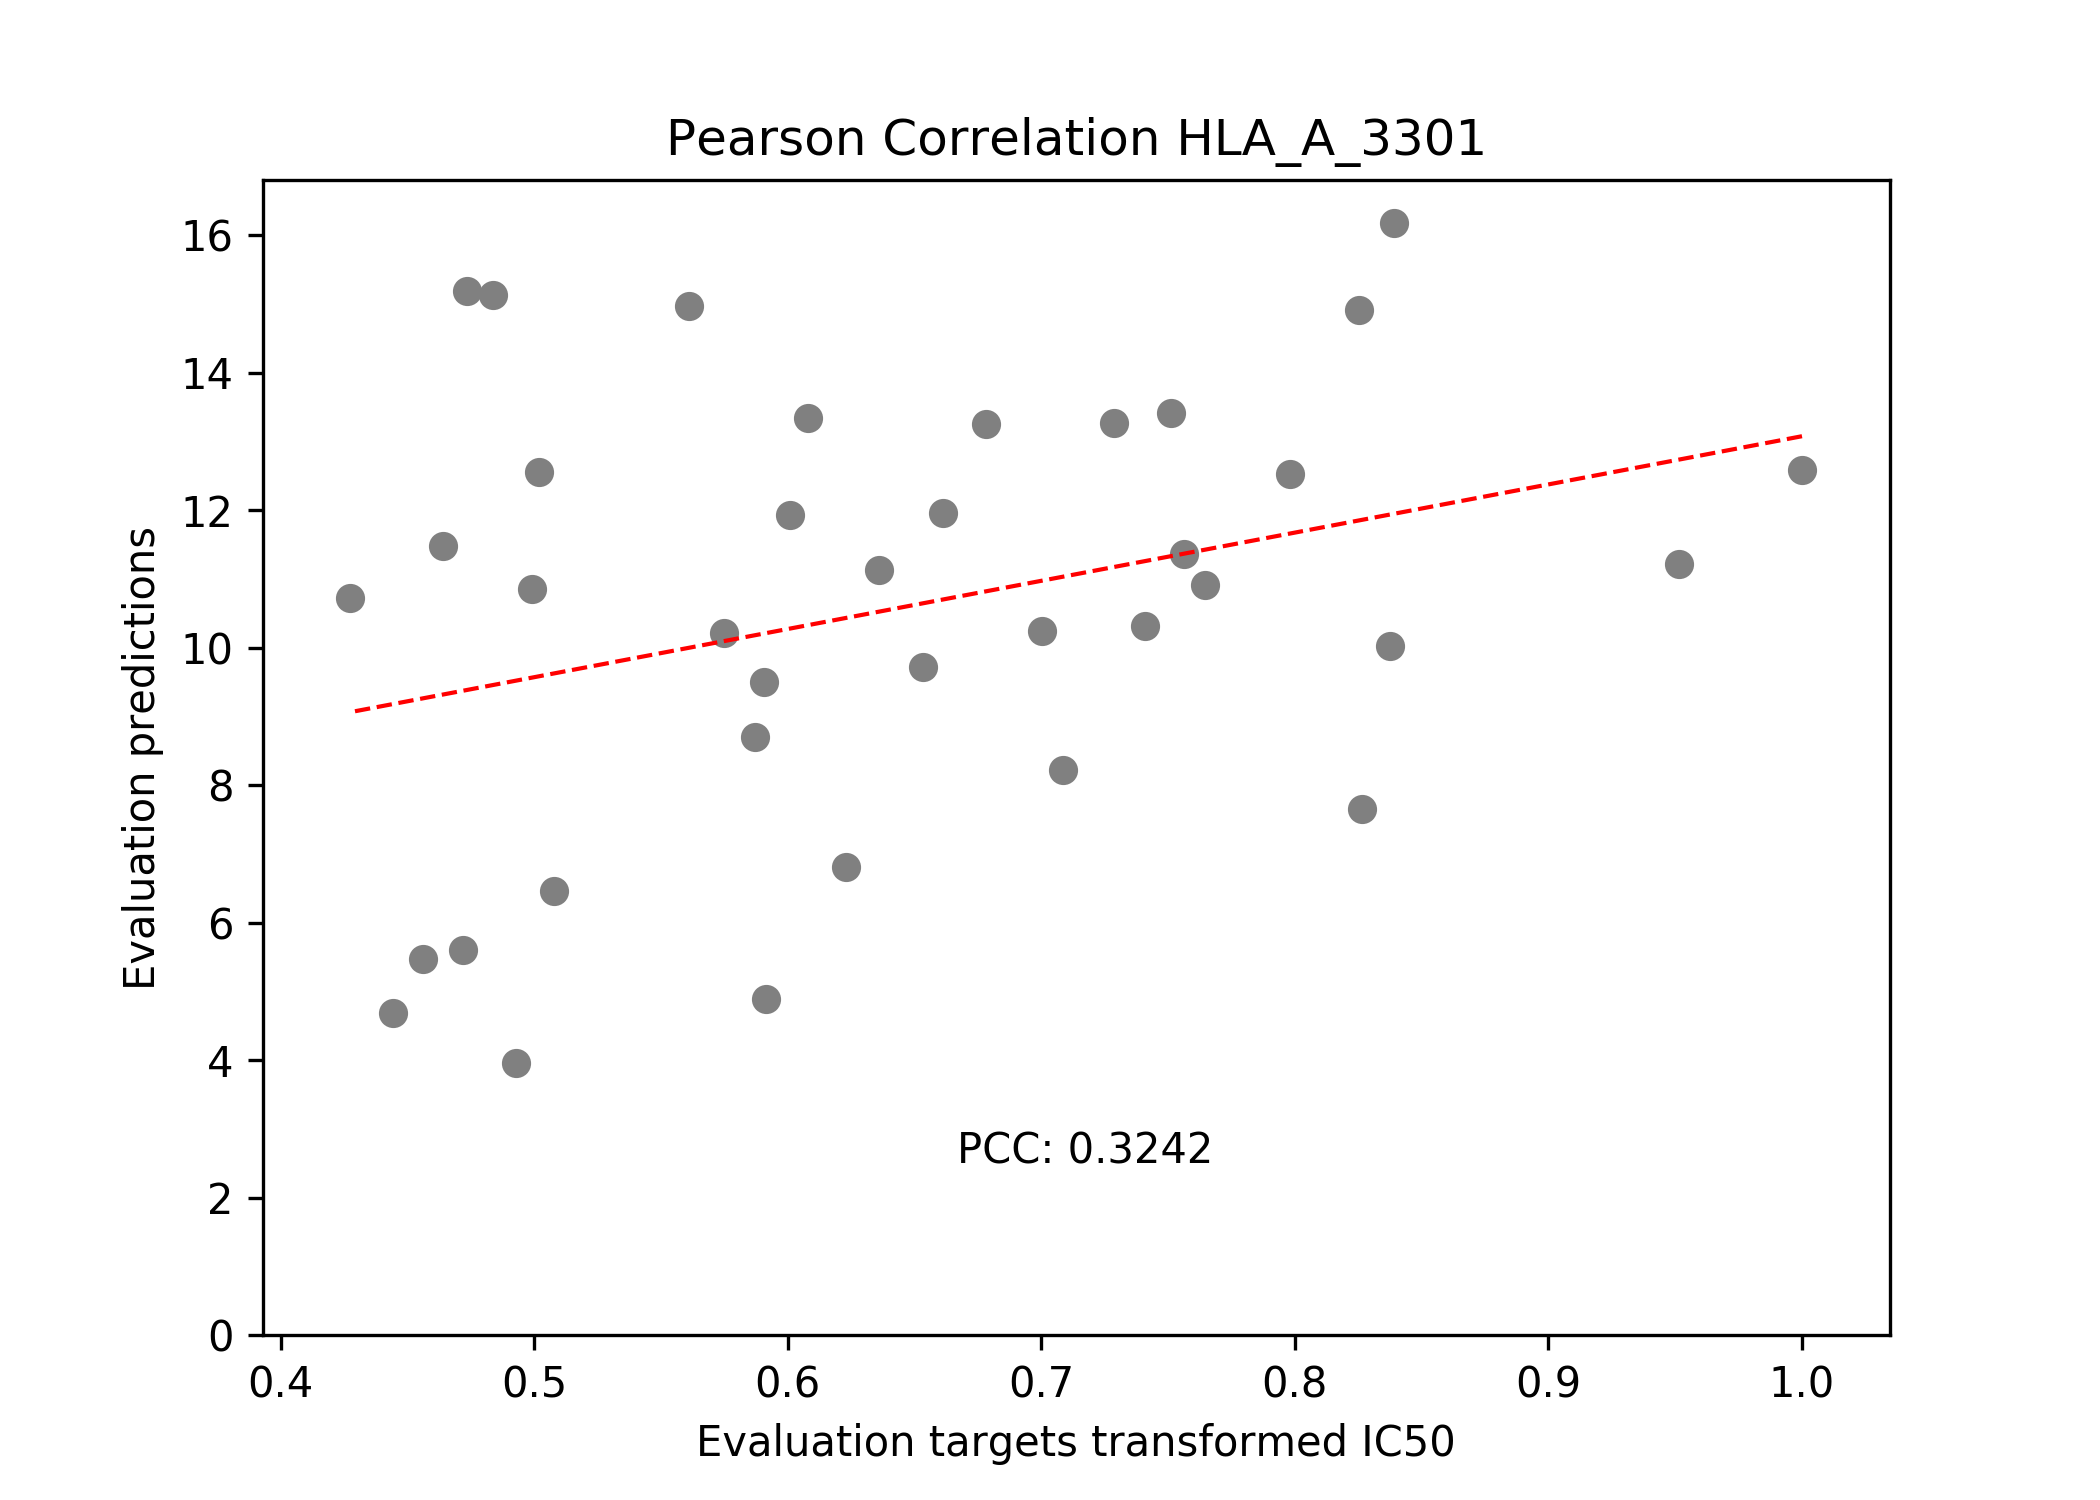 Pearson Correlation HLA_A_3301
16
14
12
10
8
6
4
2
0
Evaluation predictions
PCC: 0.3242
0.4 0.5 0.6 0.7 0.8 0.9 1.0
Evaluation targets transformed IC50